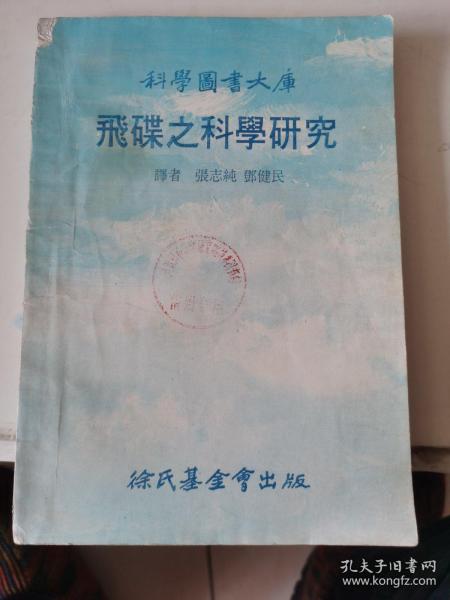 科學圖書大庫
飛碟之科學研究
譯者 張志純 鄧健民
徐氏基金會出版
孔夫子旧书网
www.kongfz.com